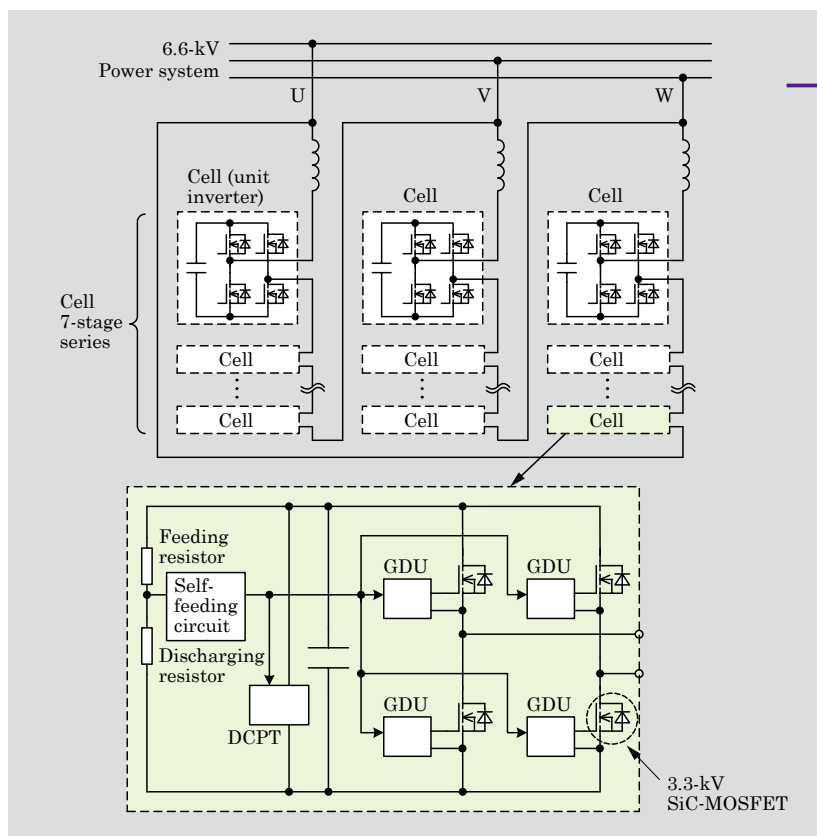 6.6-kV
Power system
U
V
W
Cell (unit
inverter)
Cell
Cell
Cell
7-stage
series
Cell
Cell
Cell
Cell
Cell
Cell
Feeding
resistor
Self-
feeding
circuit
Discharging
resistor
DCPT
GDU
GDU
GDU
GDU
3.3-kV
SiC-MOSFET